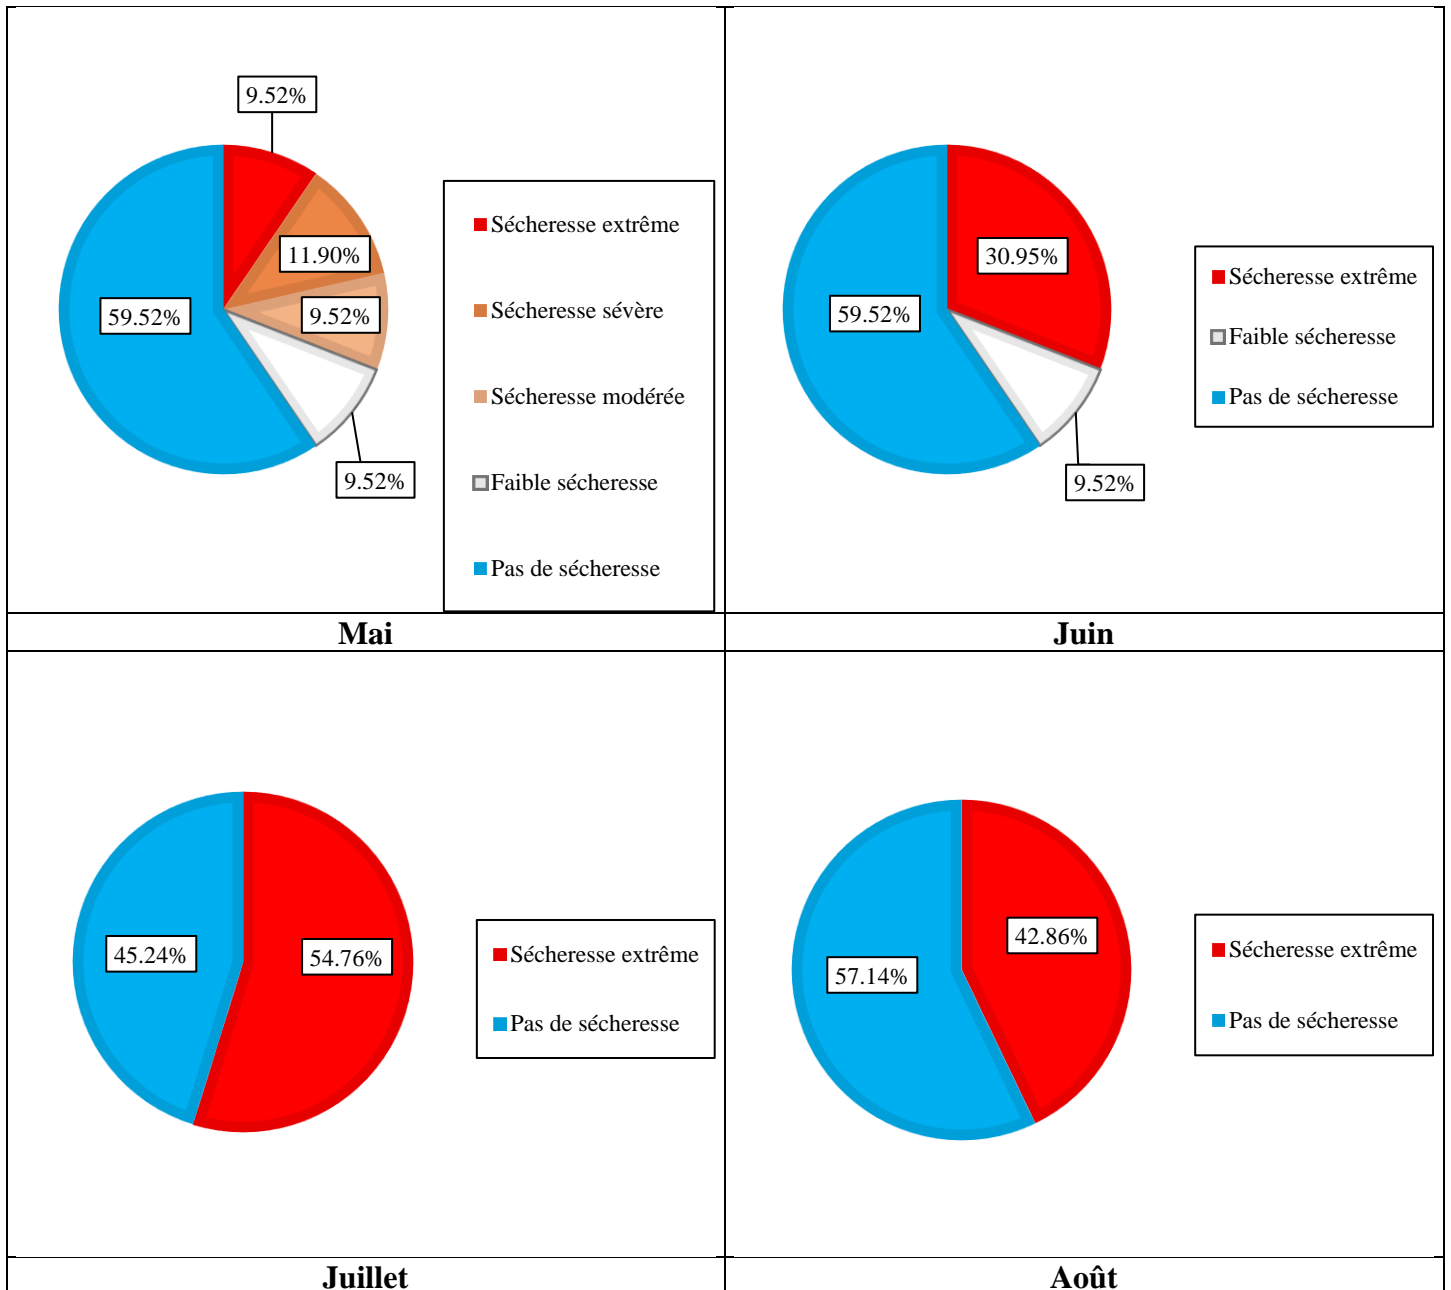 9.52%
11.90%
9.52%
59.52%
9.52%
Sécheresse extrême
Sécheresse sévère
Sécheresse modérée
Faible sécheresse
Pas de sécheresse
30.95%
59.52%
9.52%
Sécheresse extrême
Faible sécheresse
Pas de sécheresse
Mai
Juin
45.24%
54.76%
Sécheresse extrême
Pas de sécheresse
42.86%
57.14%
Sécheresse extrême
Pas de sécheresse
Juillet
Août